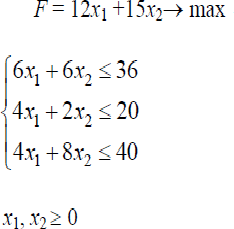 F = 12x₁ +15x₂→ max
6x₁ + 6x₂ ≤ 36
4x₁ + 2x₂ ≤ 20
4x₁ + 8x₂ ≤ 40
x₁, x₂ ≥ 0